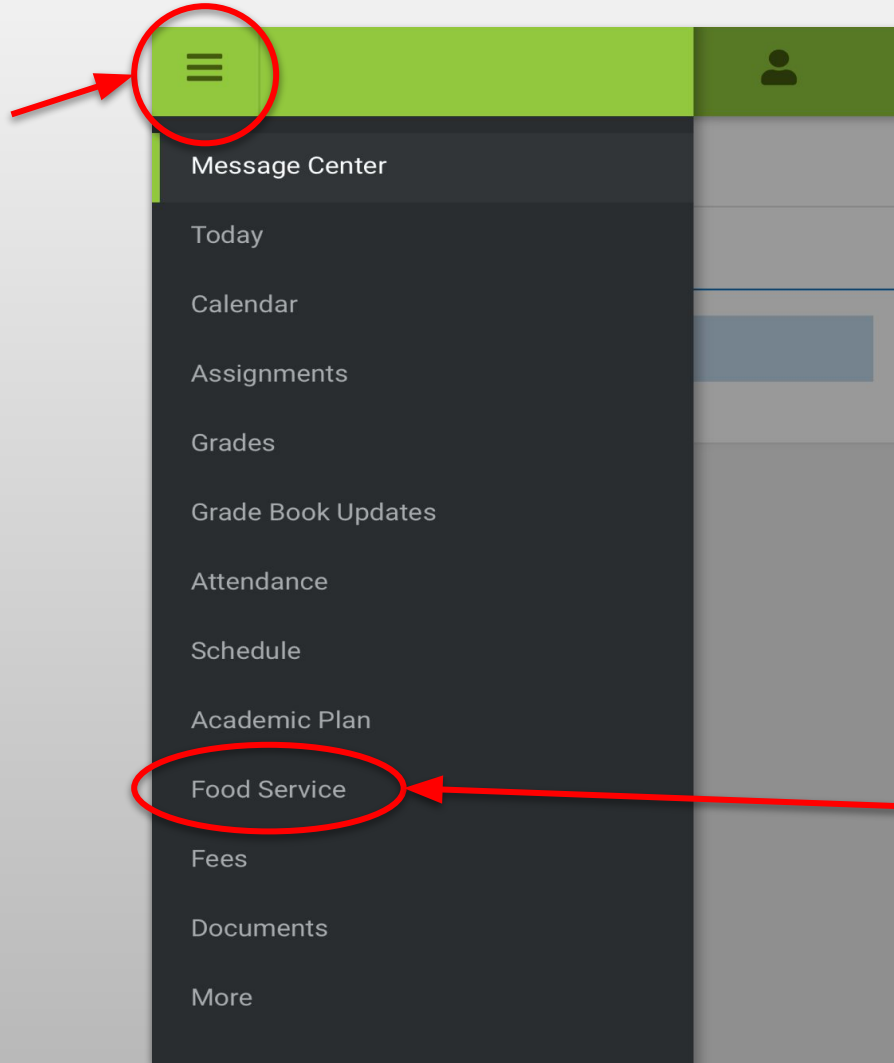 Message Center
Today
Calendar
Assignments
Grades
Grade Book Updates
Attendance
Schedule
Academic Plan
Food Service
Fees
Documents
More